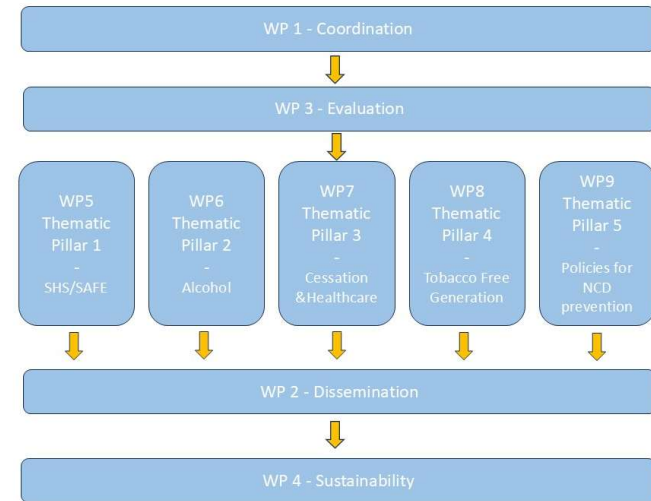 WP 1 - Coordination
WP 3 - Evaluation
WP5
Thematic
Pillar 1
-
SHS/SAFE
WP6
Thematic
Pillar 2
-
Alcohol
WP7
Thematic
Pillar 3
-
Cessation
&Healthcare
WP8
Thematic
Pillar 4
-
Tobacco Free
Generation
WP9
Thematic
Pillar 5
-
Policies for
NCD
prevention
WP 2 - Dissemination
WP 4 - Sustainability